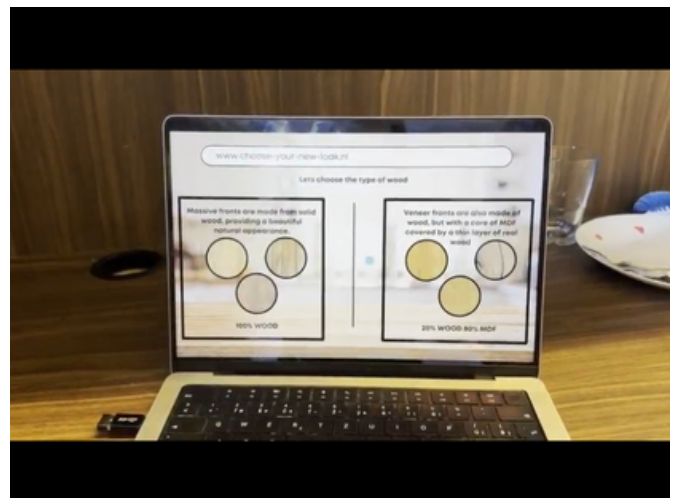 www.choose-your-new-look.nl
Lets choose the type of wood
Massive fronts are made from solid
wood, providing a beautiful
natural appearance.
100% WOOD
Veneer fronts are also made of
wood, but with a core of MDF
covered by a thin layer of real
wood
20% WOOD 80% MDF